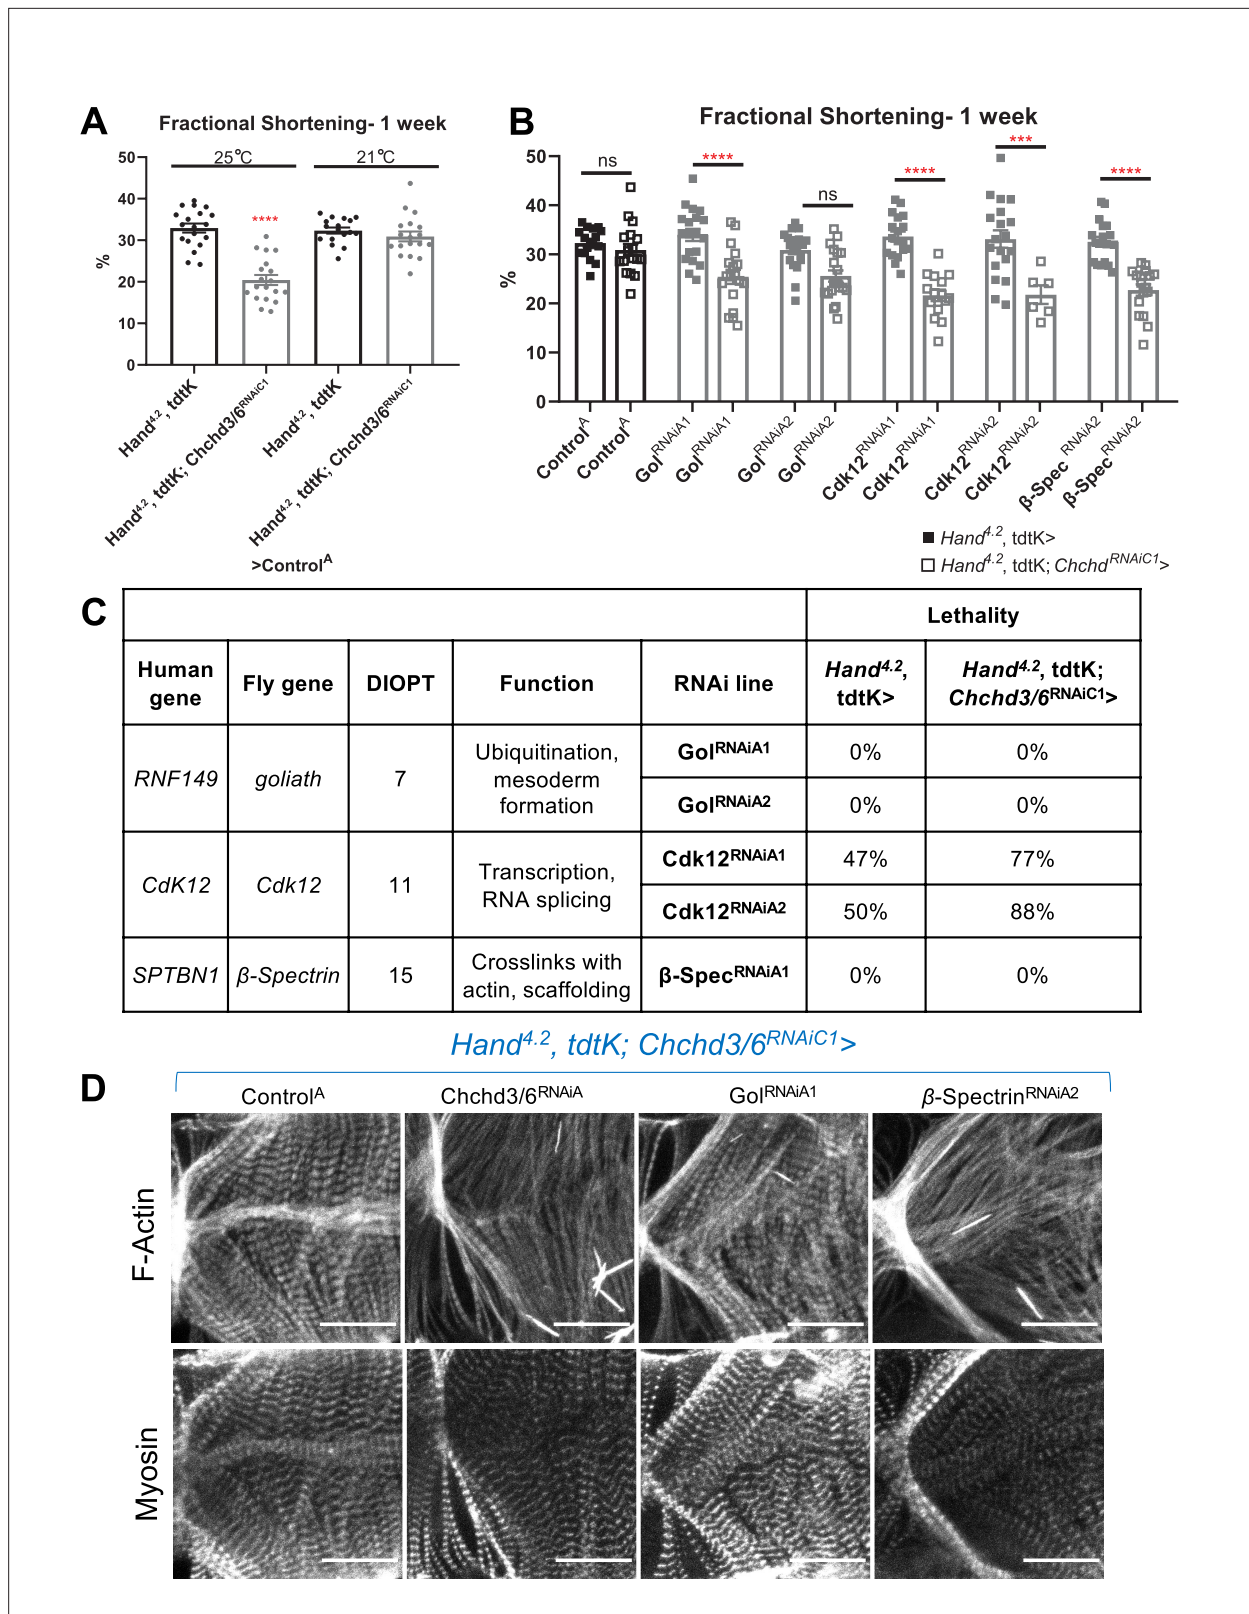 A
Fractional Shortening- 1 week
25°C
21°C
50
40
30
20
10
0
%
****
Hand4.2, tdtK
Hand4.2, tdtK; Chchd3/6RNAiC1
Hand4.2, tdtK
Hand4.2, tdtK; Chchd3/6RNAiC1
>ControlA
B
Fractional Shortening- 1 week
50
40
30
20
10
0
%
ns
****
ns
****
***
****
ControlA
ControlA
GolRNAiA1
GolRNAiA1
GolRNAiA2
GolRNAiA2
Cdk12RNAiA1
Cdk12RNAiA1
Cdk12RNAiA2
Cdk12RNAiA2
β-Spec RNAiA2
β-SpecRNAiA2
Hand4.2, tdtK>
Hand4.2, tdtK; ChchdRNAiC1>
C
Lethality
Human gene
Fly gene
DIOPT
Function
RNAi line
Hand4.2, tdtK>
Hand4.2, tdtK; Chchd3/6RNAiC1>
RNF149
goliath
7
Ubiquitination,
mesoderm
formation
GolRNAiA1
0%
0%
GolRNAiA2
0%
0%
CdK12
Cdk12
11
Transcription,
RNA splicing
Cdk12RNAiA1
47%
77%
Cdk12RNAiA2
50%
88%
SPTBN1
β-Spectrin
15
Crosslinks with
actin, scaffolding
β-SpecRNAiA1
0%
0%
Hand4.2, tdtK; Chchd3/6RNAiC1>
D
ControlA
Chchd3/6RNAiA
GolRNAiA1
β-SpectrinRNAiA2
F-Actin
Myosin